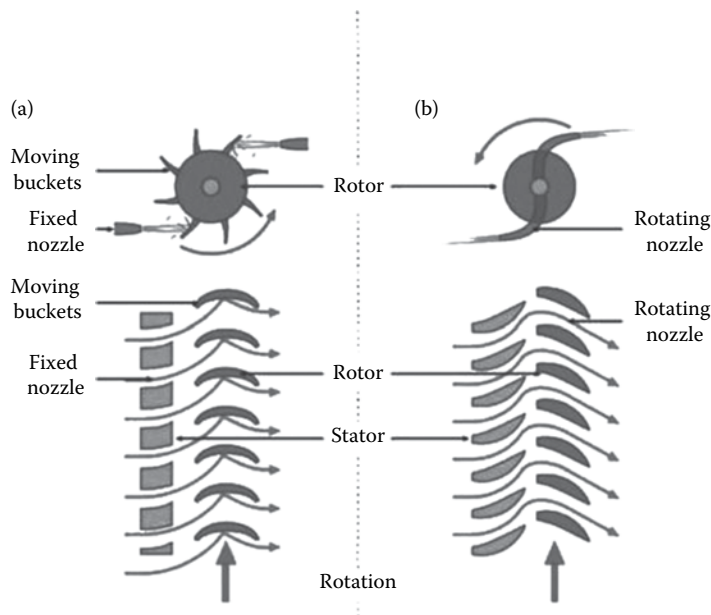 (a)
(b)
Moving
buckets
Rotor
Fixed
nozzle
Rotating
nozzle
Moving
buckets
Rotating
nozzle
Fixed
nozzle
Rotor
Stator
Rotation